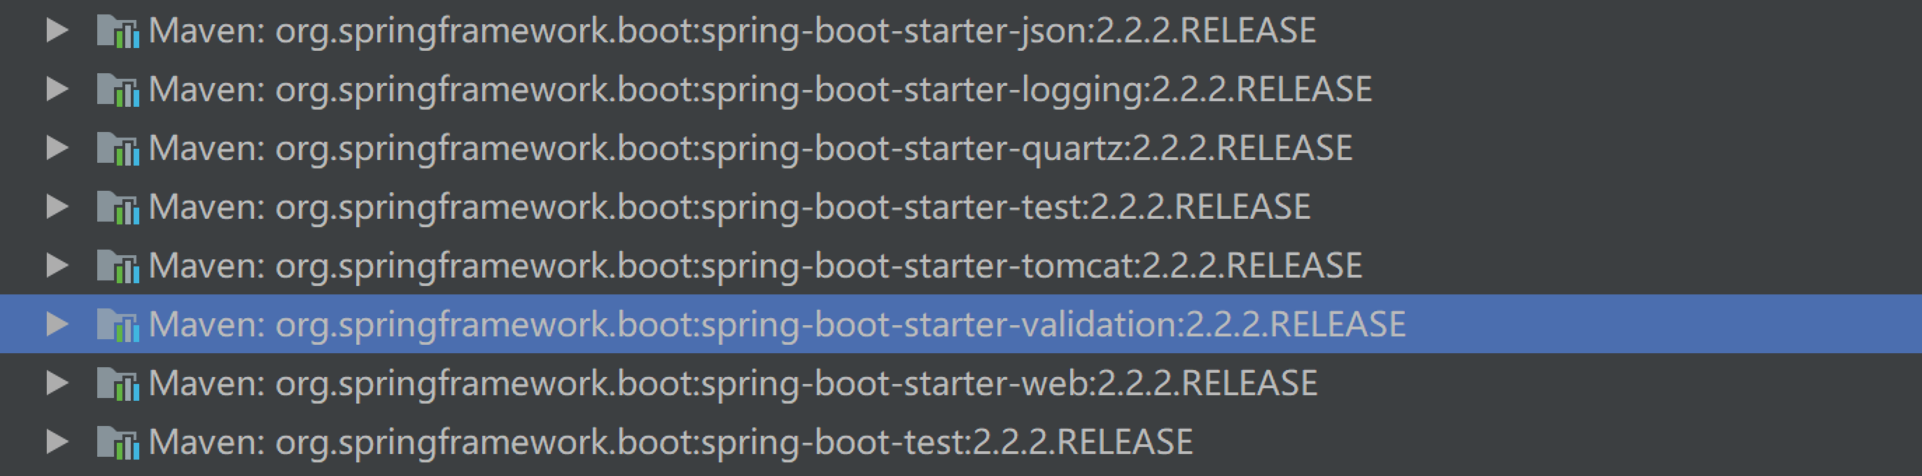 Maven: org.springframework.boot:spring-boot-starter-json:2.2.2.RELEASE
Maven: org.springframework.boot:spring-boot-starter-logging:2.2.2.RELEASE
Maven: org.springframework.boot:spring-boot-starter-quartz:2.2.2.RELEASE
Maven: org.springframework.boot:spring-boot-starter-test:2.2.2.RELEASE
Maven: org.springframework.boot:spring-boot-starter-tomcat:2.2.2.RELEASE
Maven: org.springframework.boot:spring-boot-starter-validation:2.2.2.RELEASE
Maven: org.springframework.boot:spring-boot-starter-web:2.2.2.RELEASE
Maven: org.springframework.boot:spring-boot-test:2.2.2.RELEASE